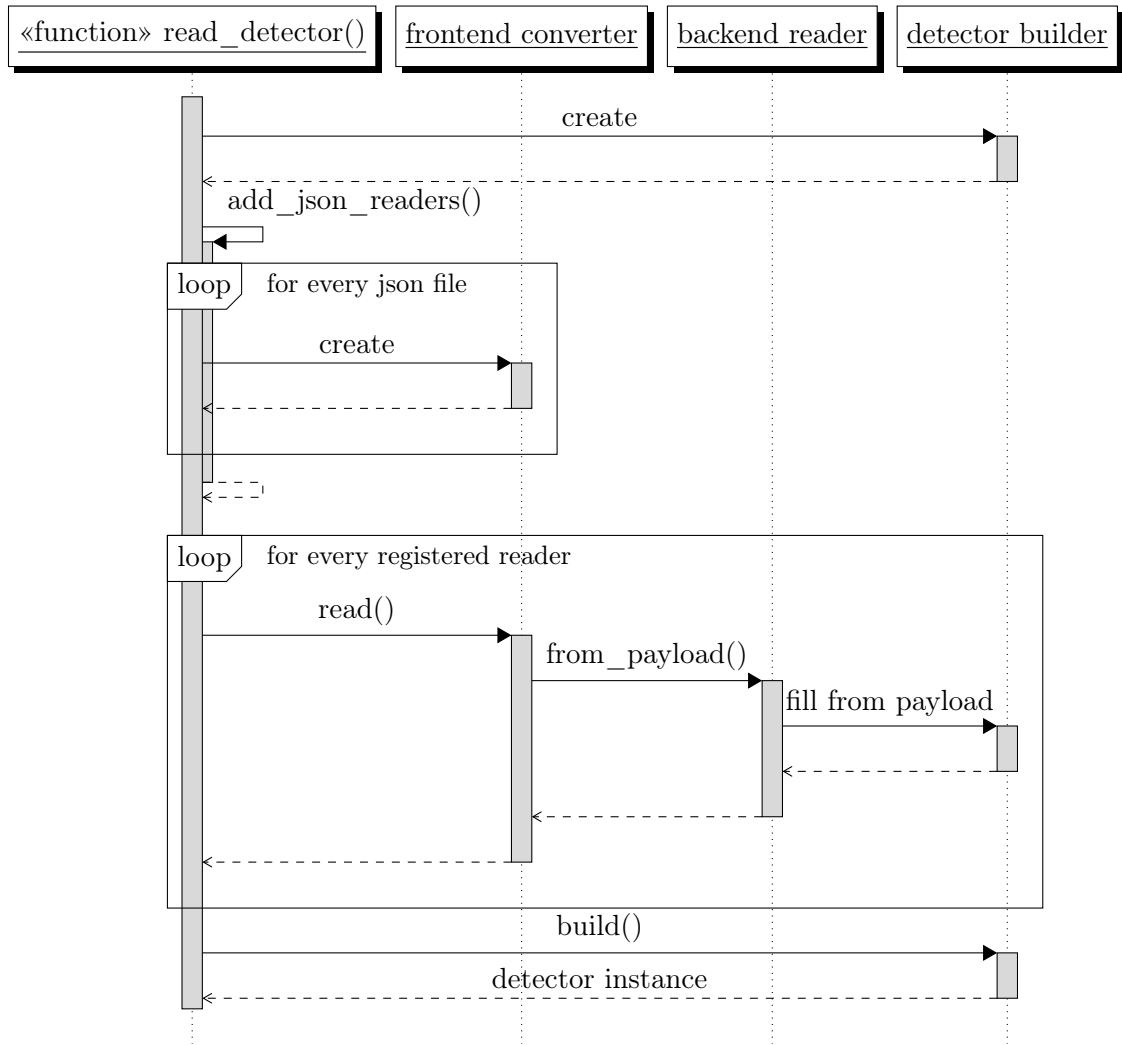 «function» read_detector()
frontend converter
backend reader
detector builder
create
add_json_readers()
loop
for every json file
create
loop
for every registered reader
read()
from_payload()
fill from payload
build()
detector instance